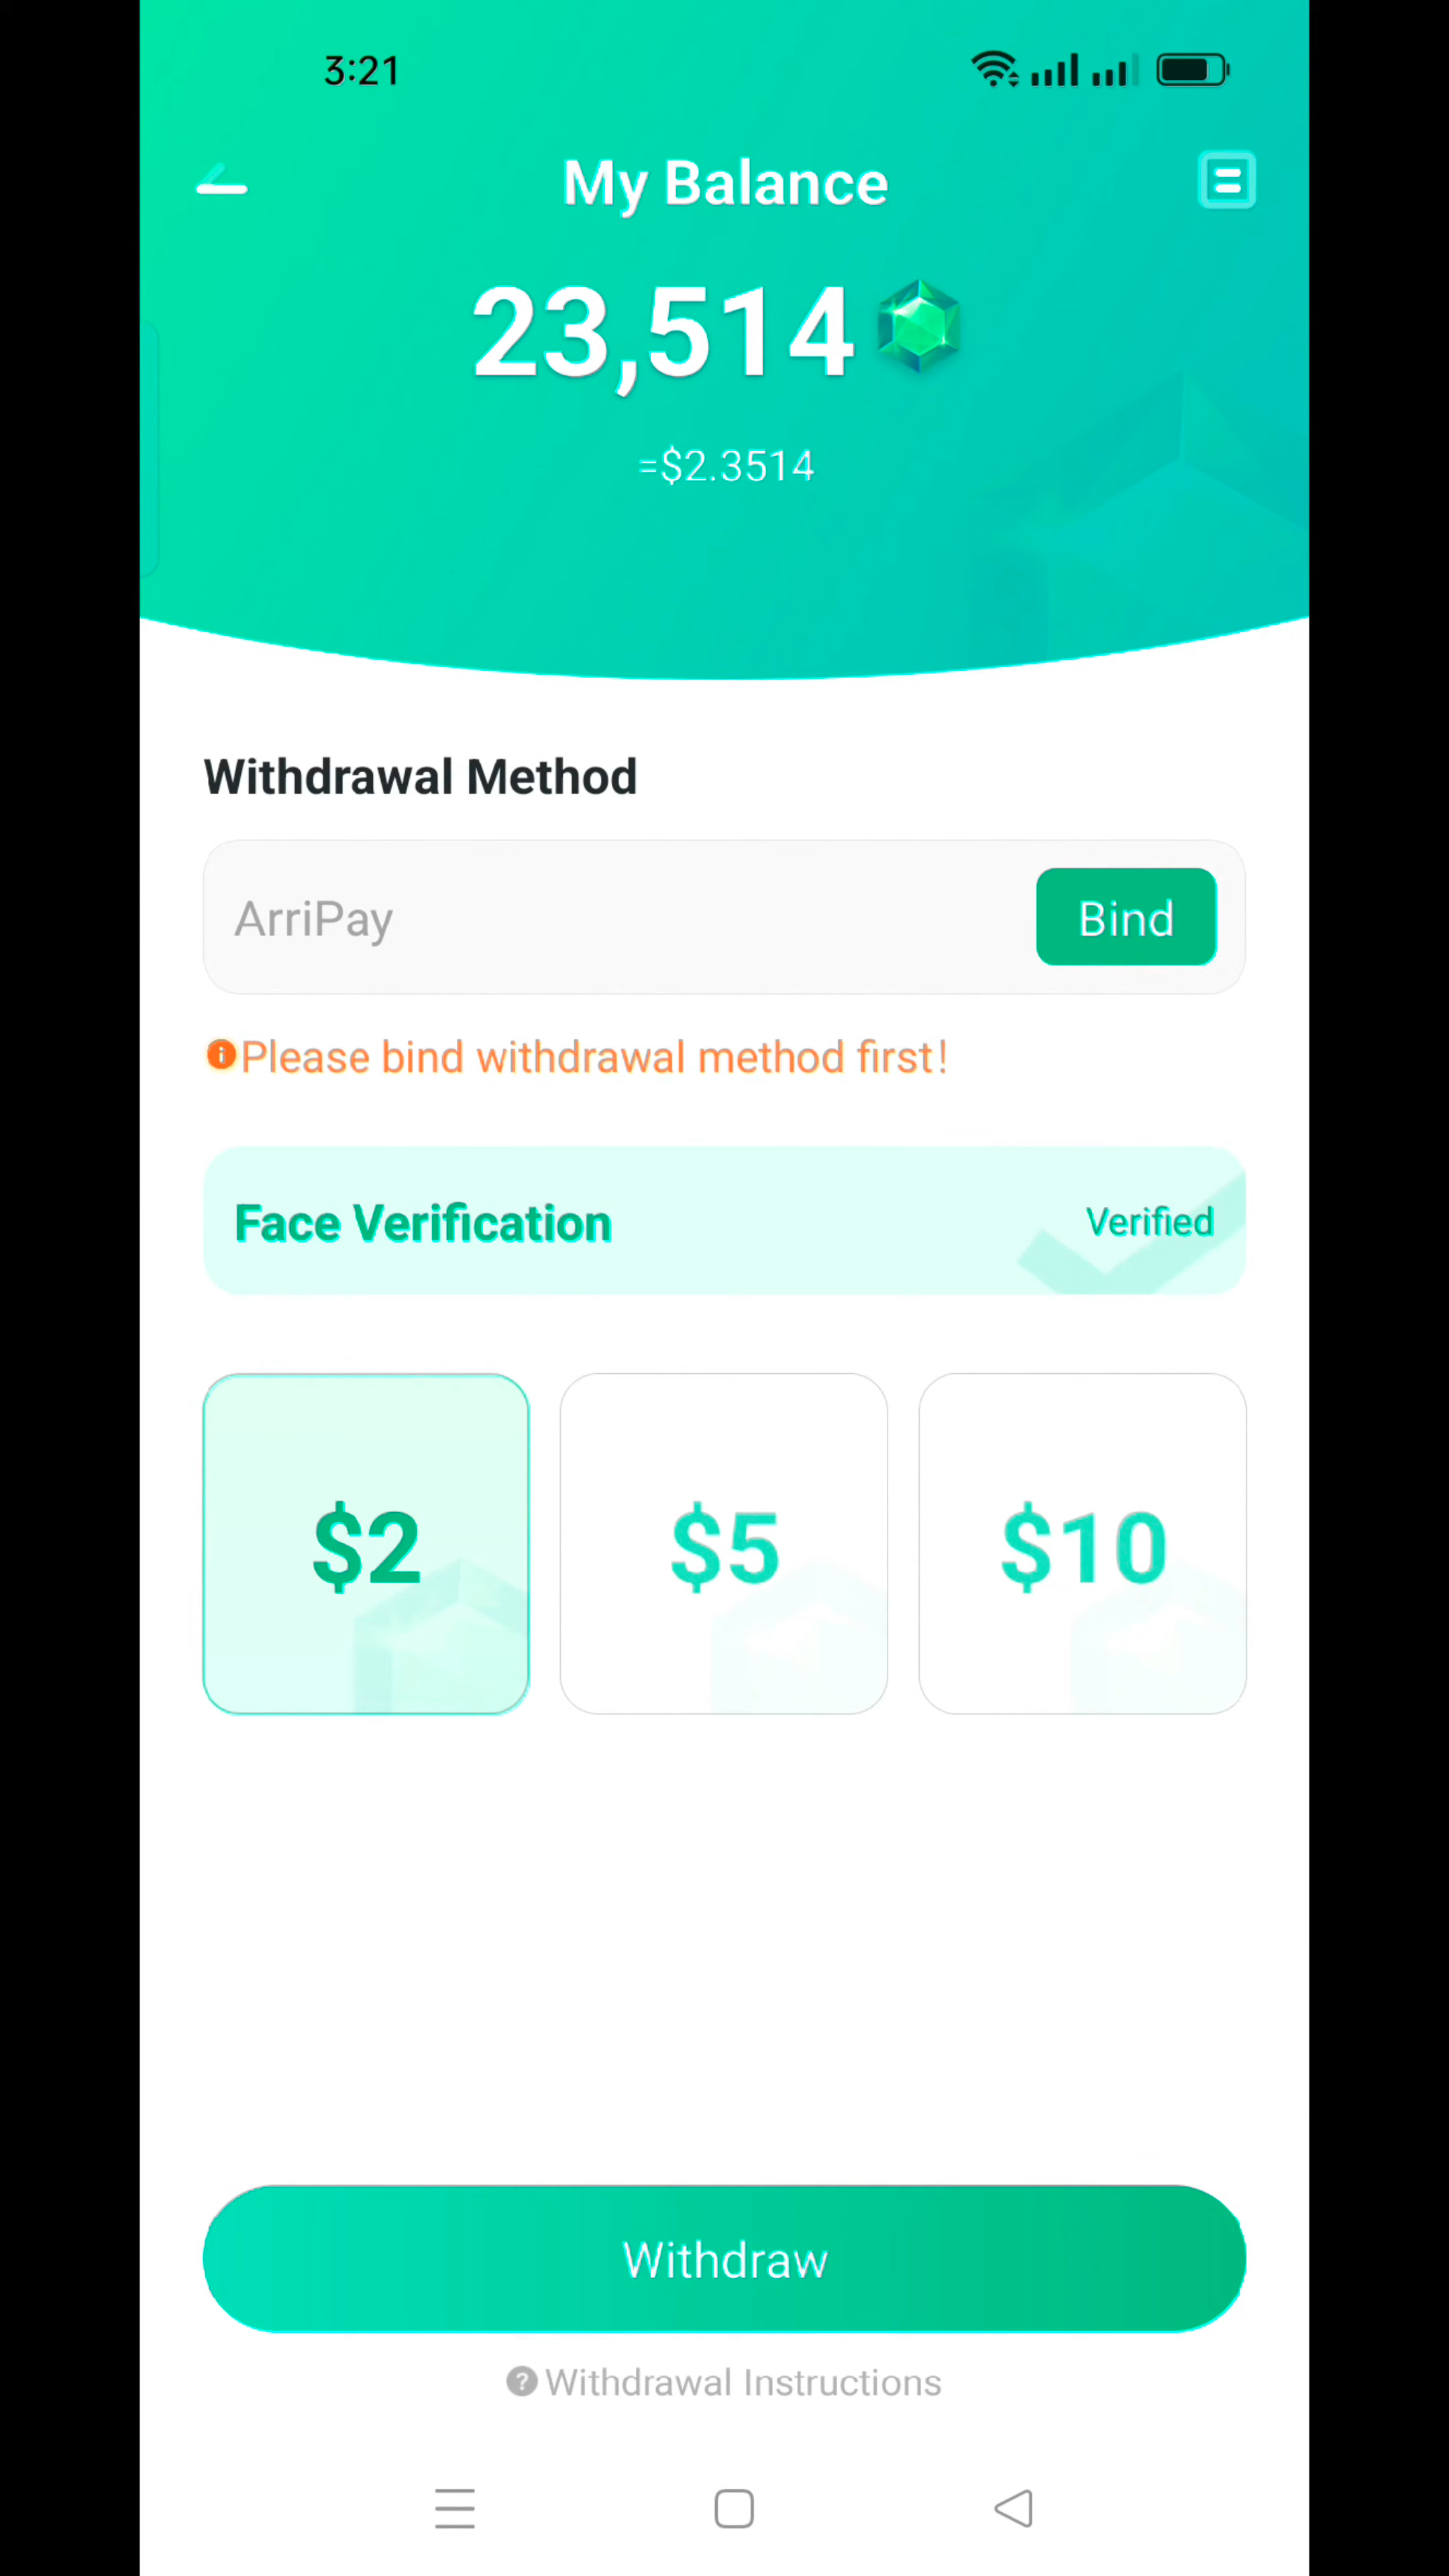 3:21
My Balance
23,514
=$2.3514
Withdrawal Method
ArriPay
Bind
Please bind withdrawal method first!
Face Verification
Verified
$2
$5
$10
Withdraw
Withdrawal Instructions